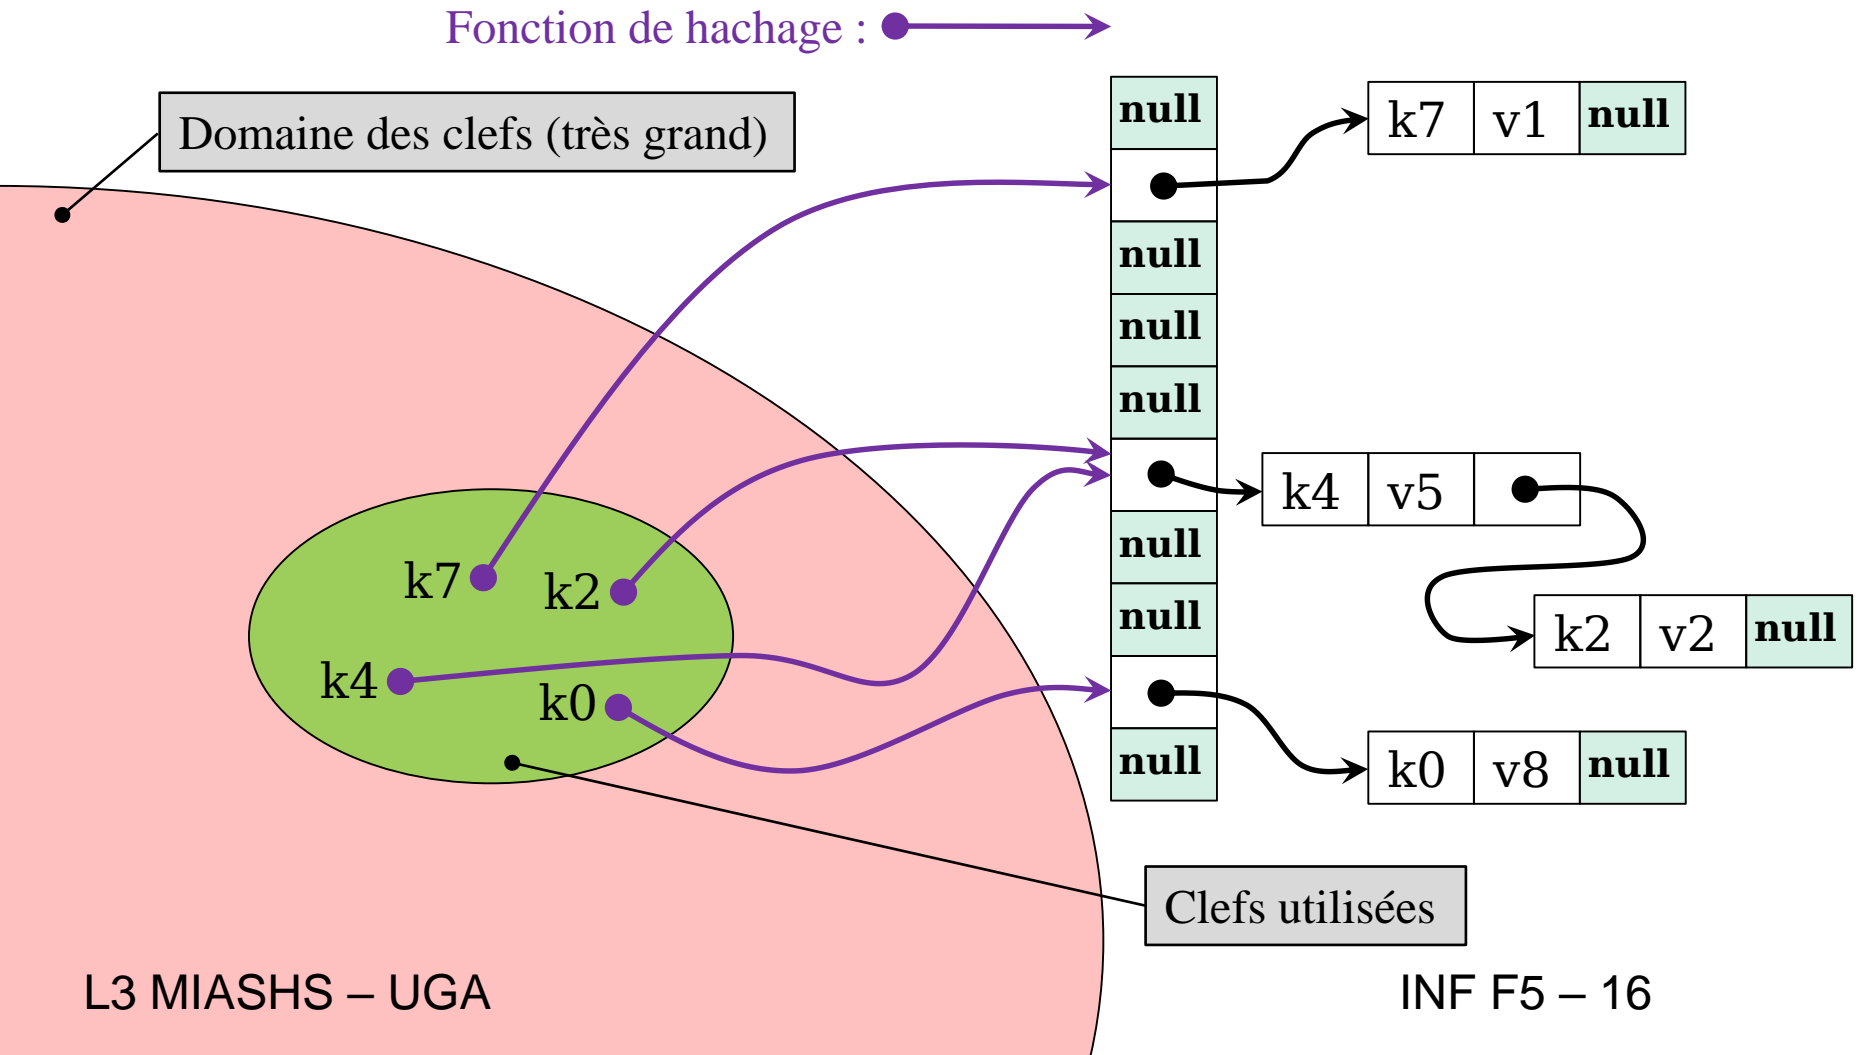 Fonction de hachage :
Domaine des clefs (très grand)
null
k7 v1 null
null
null
null
k4 v5
k7 k2
null
null
k2 v2 null
k4
k0
null
k0 v8 null
Clefs utilisées
L3 MIASHS – UGA
INF F5 – 16